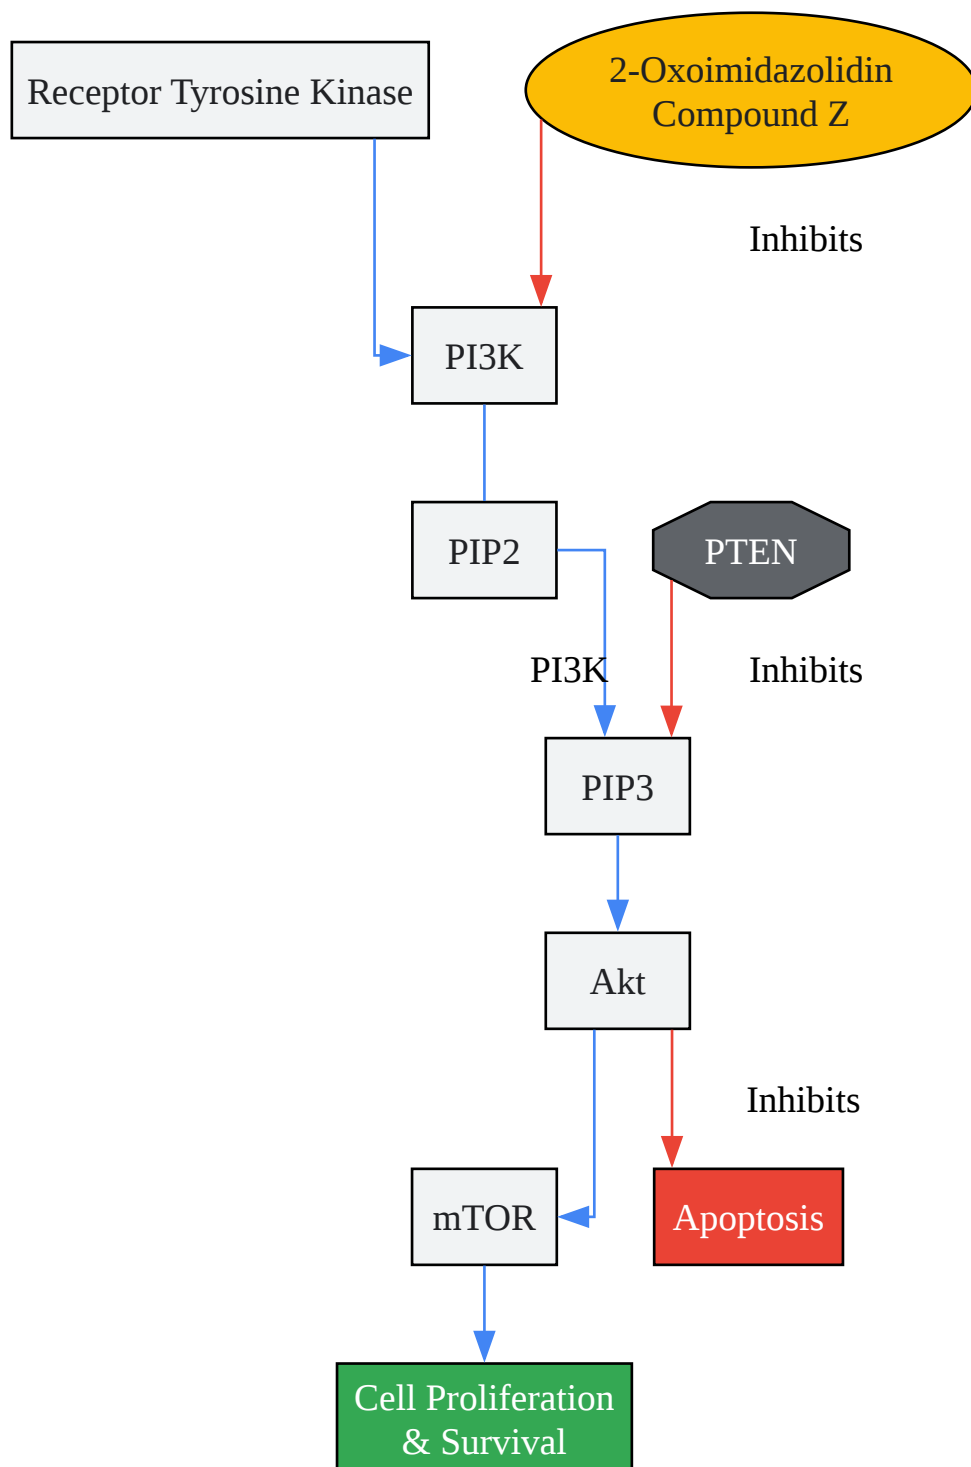 Receptor Tyrosine Kinase
2-Oxoimidazolidin
Compound Z
Inhibits
PI3K
PIP2
PTEN
PI3K
Inhibits
PIP3
Akt
Inhibits
mTOR
Apoptosis
Cell Proliferation
& Survival